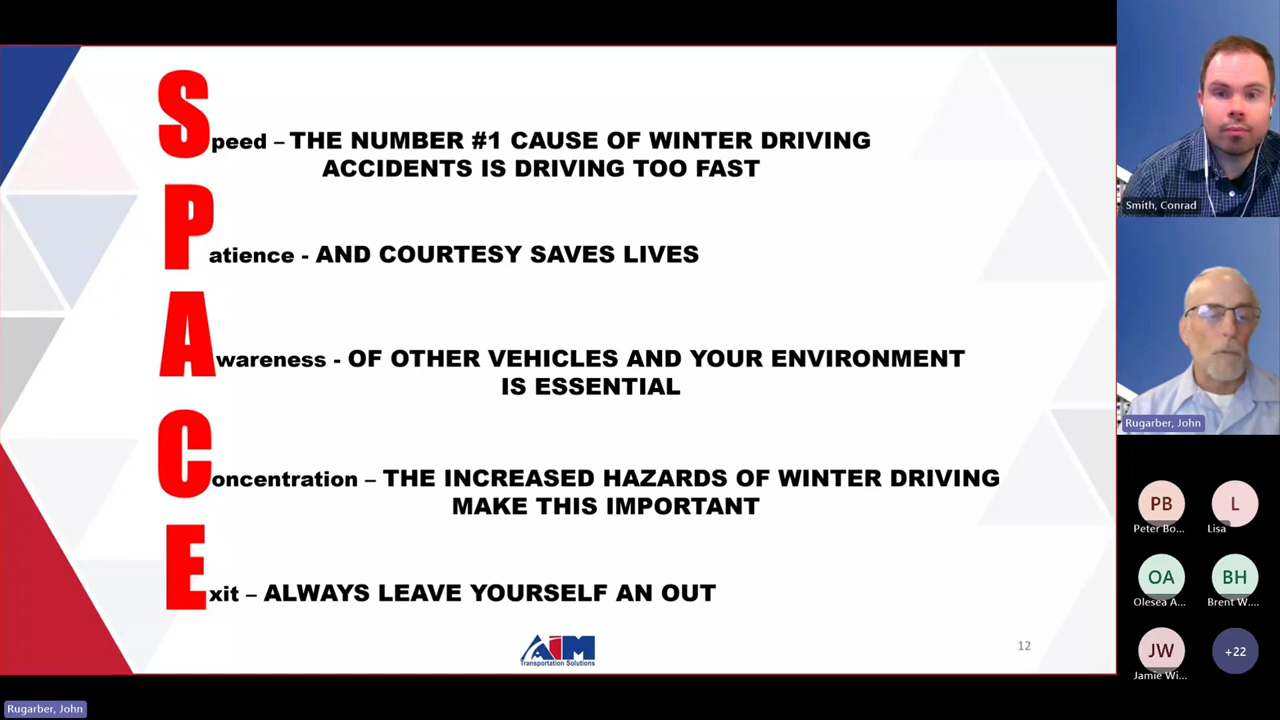 Speed – THE NUMBER #1 CAUSE OF WINTER DRIVING
ACCIDENTS IS DRIVING TOO FAST
Patience - AND COURTESY SAVES LIVES
Awareness - OF OTHER VEHICLES AND YOUR ENVIRONMENT
IS ESSENTIAL
Concentration – THE INCREASED HAZARDS OF WINTER DRIVING
MAKE THIS IMPORTANT
Exit – ALWAYS LEAVE YOURSELF AN OUT
AIM
Transportation Solutions
12
Smith, Conrad
Rugarber, John
PB
Peter Bo...
L
Lisa
OA
Olesea A...
BH
Brent W....
JW
Jamie Wi...
+22
Rugarber, John